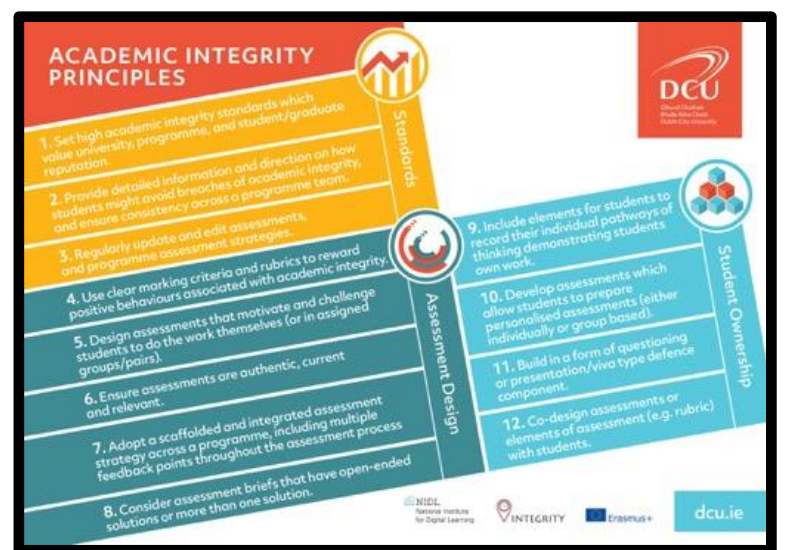 ACADEMIC INTEGRITY
PRINCIPLES
1. Set high academic integrity standards which
value university, programme, and student/graduate
reputation.
2. Provide detailed information and direction on how
students might avoid breaches of academic integrity,
and ensure consistency across a programme team.
3. Regularly update and edit assessments,
and programme assessment strategies.
Standards
4. Use clear marking criteria and rubrics to reward
positive behaviours associated with academic integrity.
5. Design assessments that motivate and challenge
students to do the work themselves (or in assigned
groups/pairs).
6. Ensure assessments are authentic, current
and relevant.
7. Adopt a scaffolded and integrated assessment
strategy across a programme, including multiple
feedback points throughout the assessment process
8. Consider assessment briefs that have open-ended
solutions or more than one solution.
Assessment Design
9. Include elements for students to
record their individual pathways of
thinking demonstrating students
own work.
10. Develop assessments which
allow students to prepare
personalised assessments (either
individually or group based).
11. Build in a form of questioning
or presentation/viva type defence
component.
12. Co-design assessments or
elements of assessment (e.g. rubric)
with students.
Student Ownership
DCU
Ollscoil Chathair
Bhaile Átha Cliath
Dublin City University
NIDL
National Institute
for Digital Learning
INTEGRITY
Erasmus+
dcu.ie